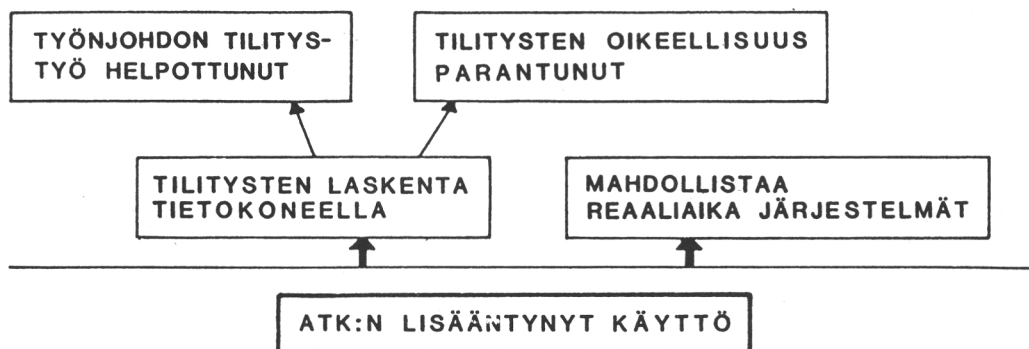 TYÖNJOHDON TILITYS-
TYÖ HELPOTTUNUT
TILITYSTEN OIKEELLISUUS
PARANTUNUT
TILITYSTEN LASKENTA
TIETOKONEELLA
MAHDOLLISTAA
REAALIAIKA JÄRJESTELMÄT
ATK:N LISÄÄNTYNYT KÄYTTÖ